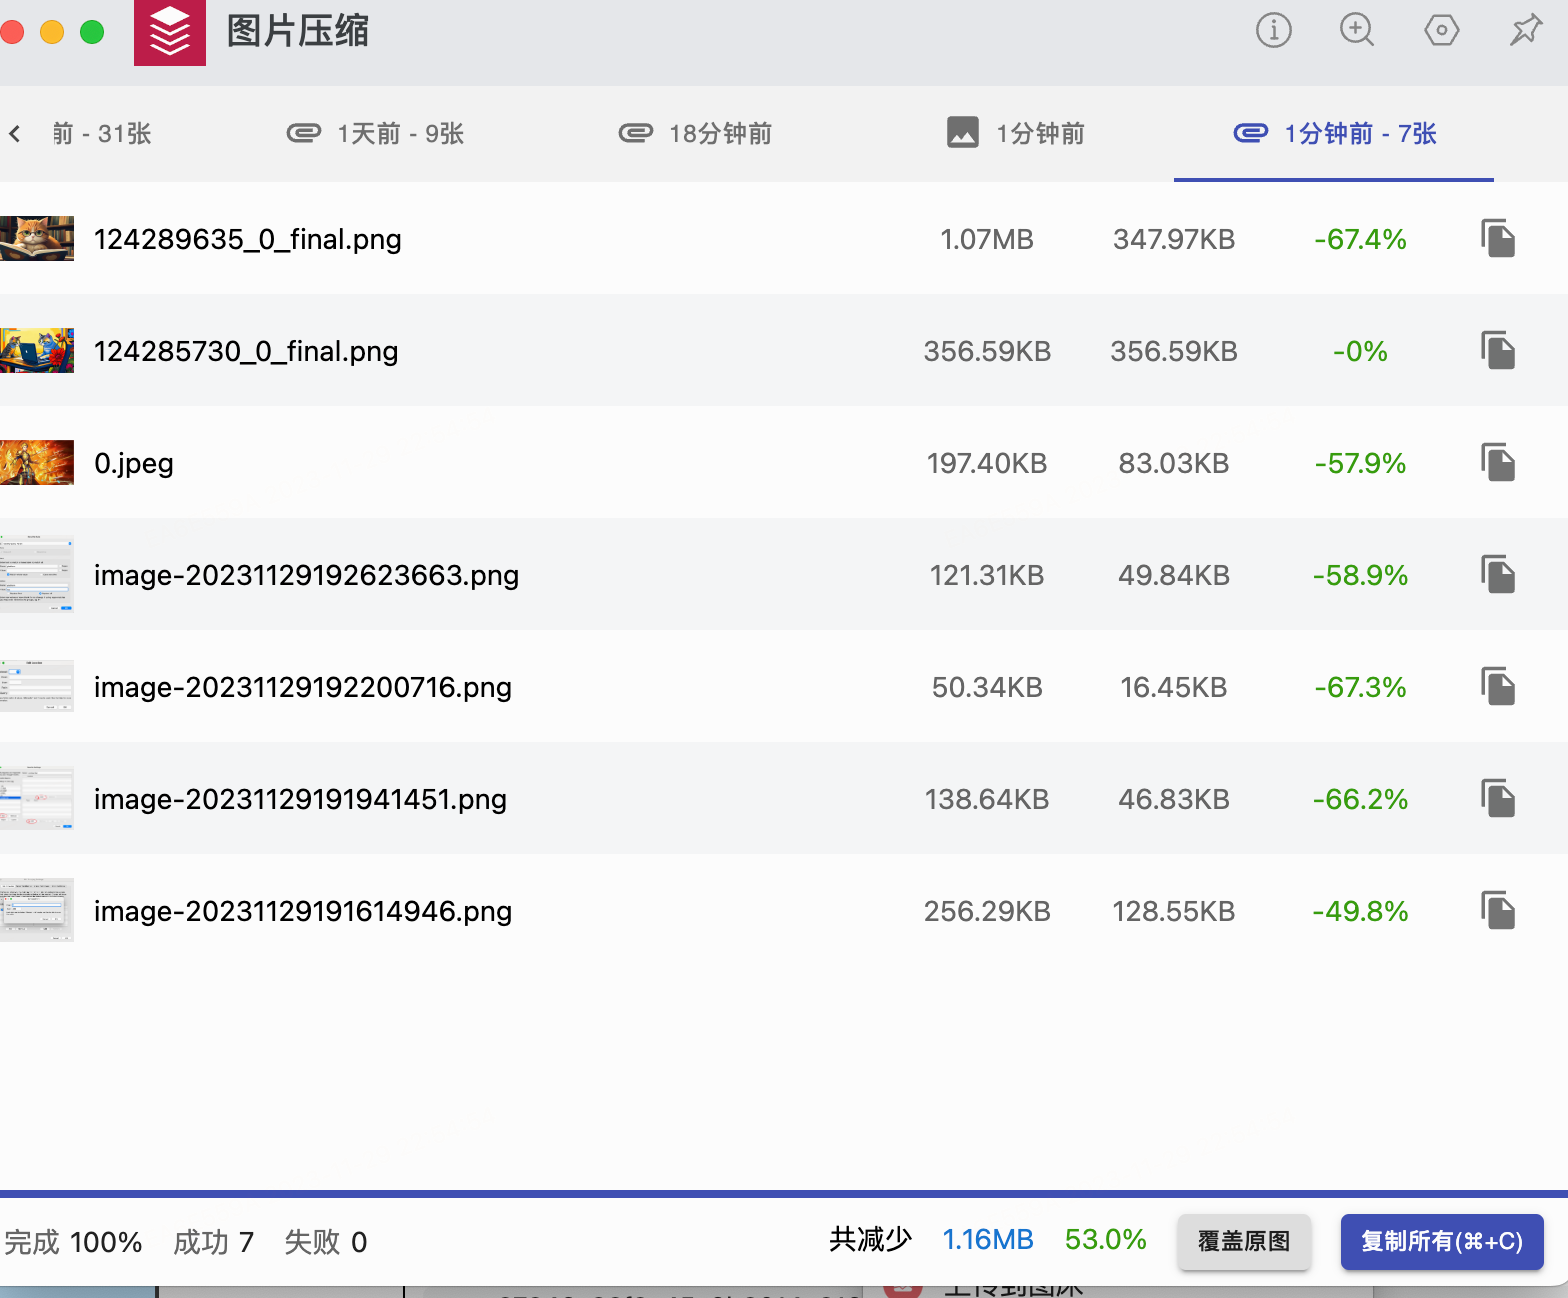 图片压缩
前 - 31张
1天前 - 9张
18分钟前
1分钟前
1分钟前 - 7张
124289635_0_final.png 1.07MB 347.97KB -67.4%
124285730_0_final.png 356.59KB 356.59KB -0%
0.jpeg 197.40KB 83.03KB -57.9%
image-20231129192623663.png 121.31KB 49.84KB -58.9%
image-20231129192200716.png 50.34KB 16.45KB -67.3%
image-20231129191941451.png 138.64KB 46.83KB -66.2%
image-20231129191614946.png 256.29KB 128.55KB -49.8%
完成 100% 成功 7 失败 0 共减少 1.16MB 53.0% 覆盖原图 复制所有(⌘+C)
上传到图床